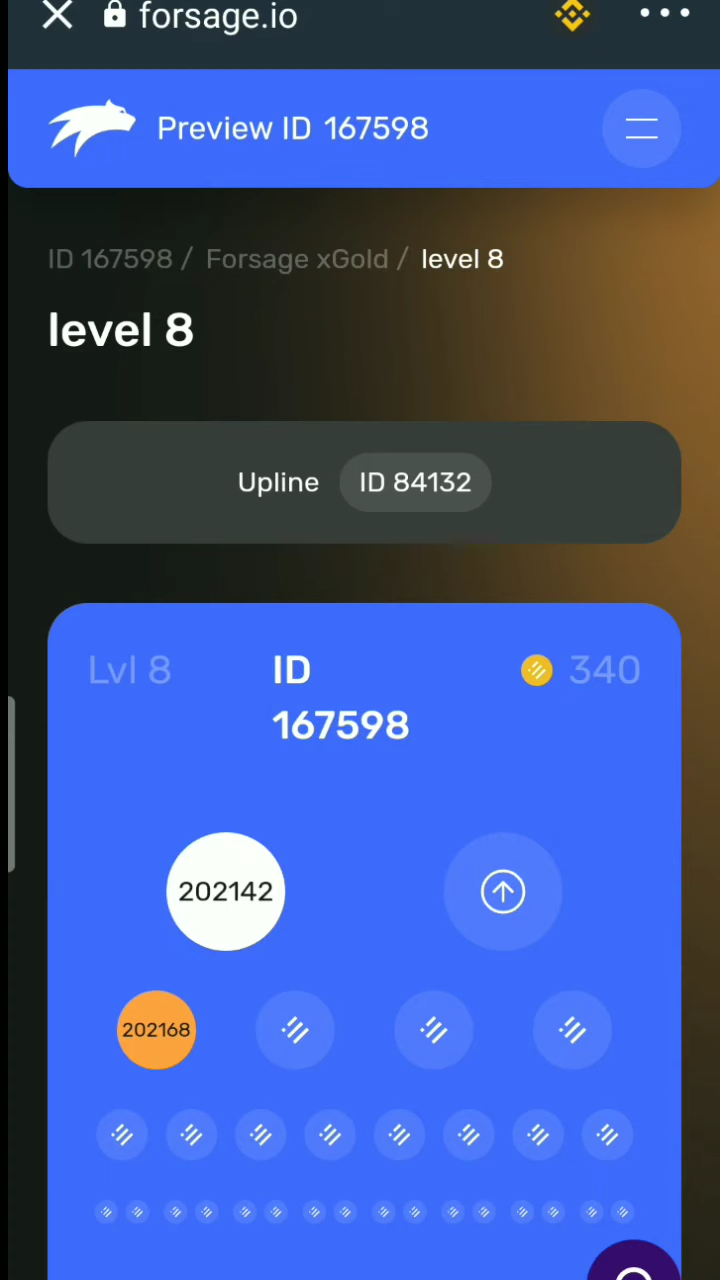 forsage.io
Preview ID 167598
ID 167598 / Forsage xGold / level 8
level 8
Upline ID 84132
Lvl 8 ID 340
167598
202142
202168